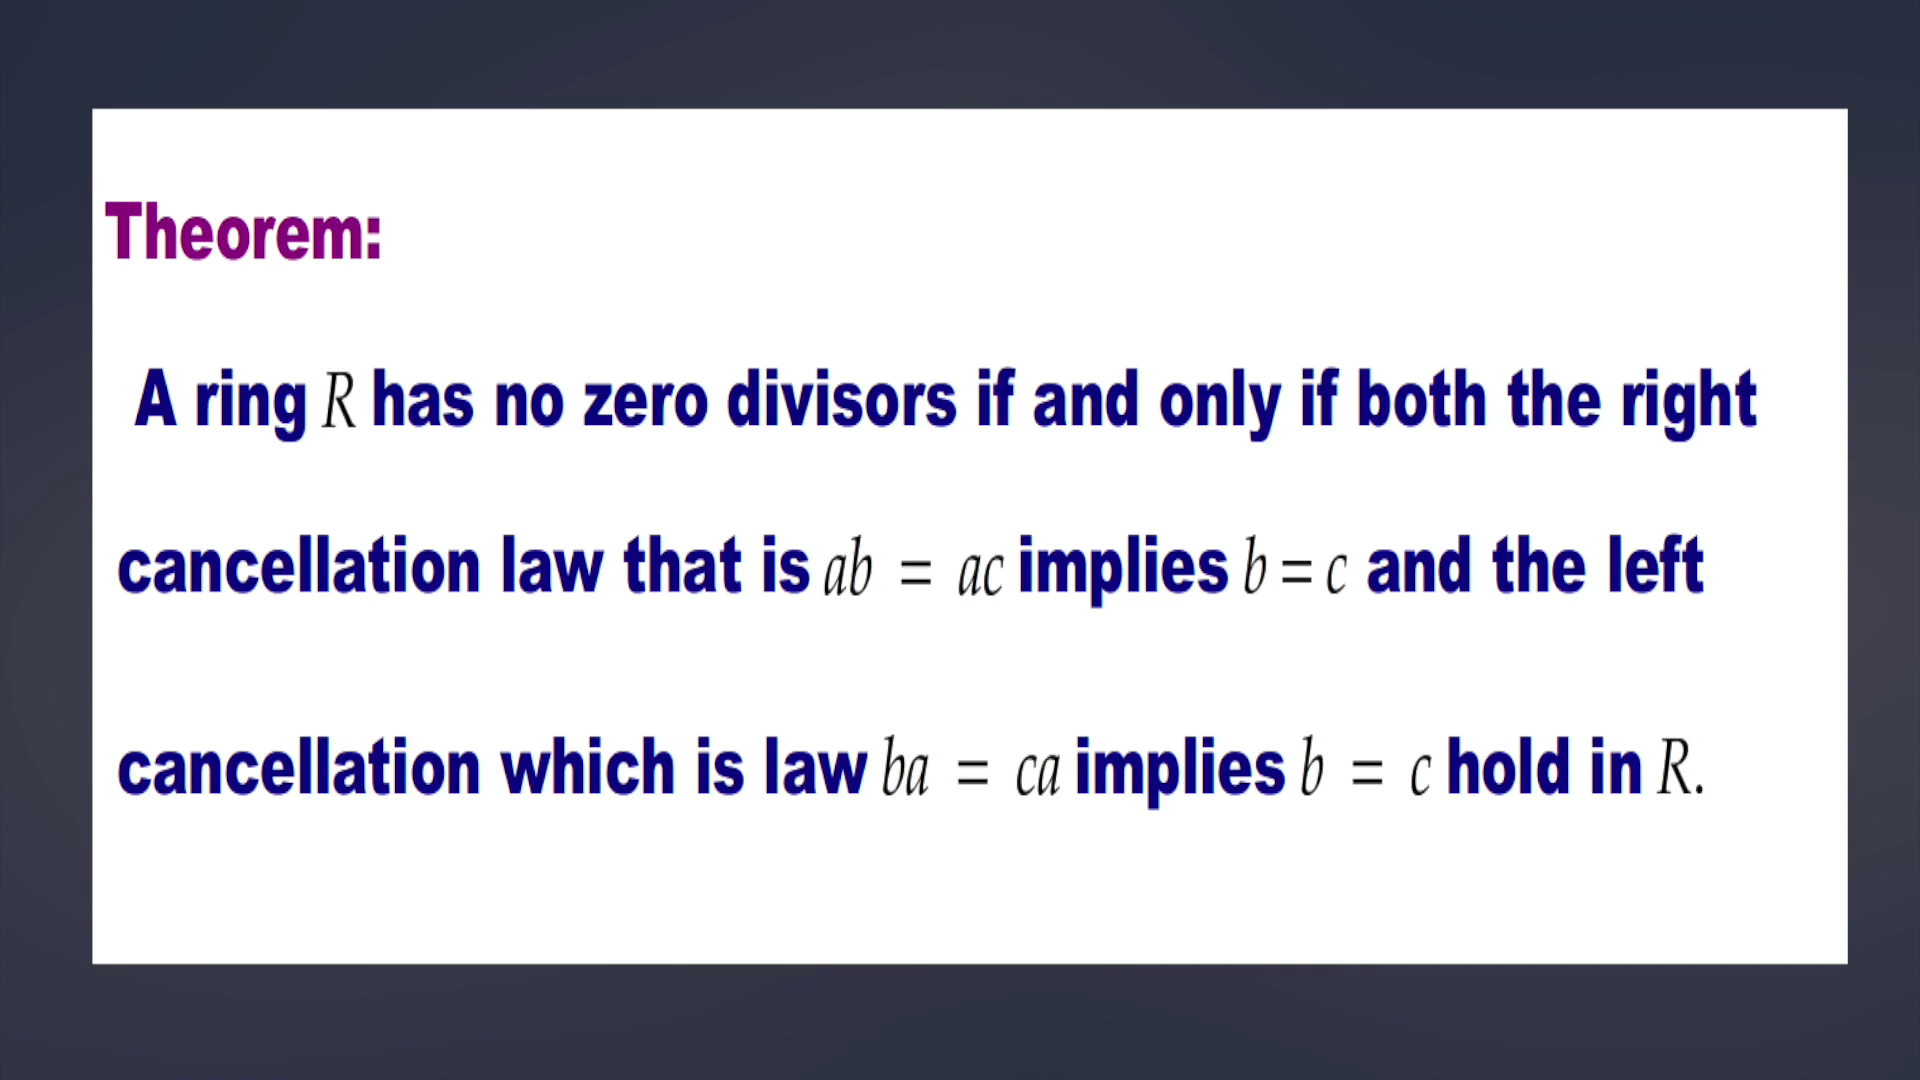 Theorem:
A ring R has no zero divisors if and only if both the right
cancellation law that is ab = ac implies b = c and the left
cancellation which is law ba = ca implies b = c hold in R.